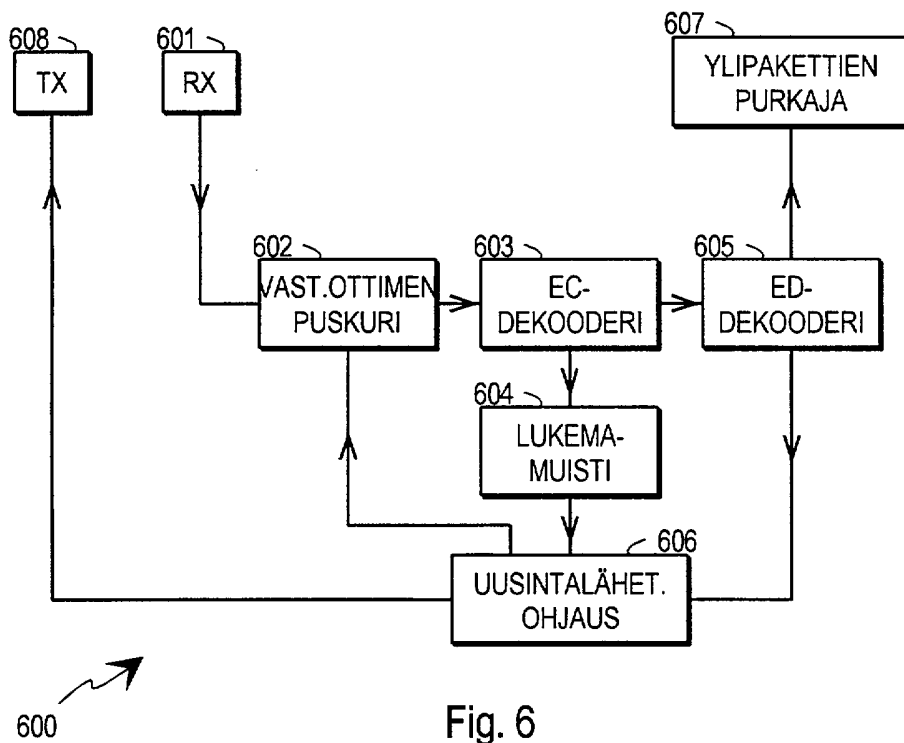 608
TX
601
RX
607
YLIPAKETTIEN
PURKAJA
602
VAST.OTTIMEN
PUSKURI
603
EC-
DEKOODERI
605
ED-
DEKOODERI
604
LUKEMA-
MUISTI
606
UUSINTALÄHET.
OHJAUS
600
Fig. 6